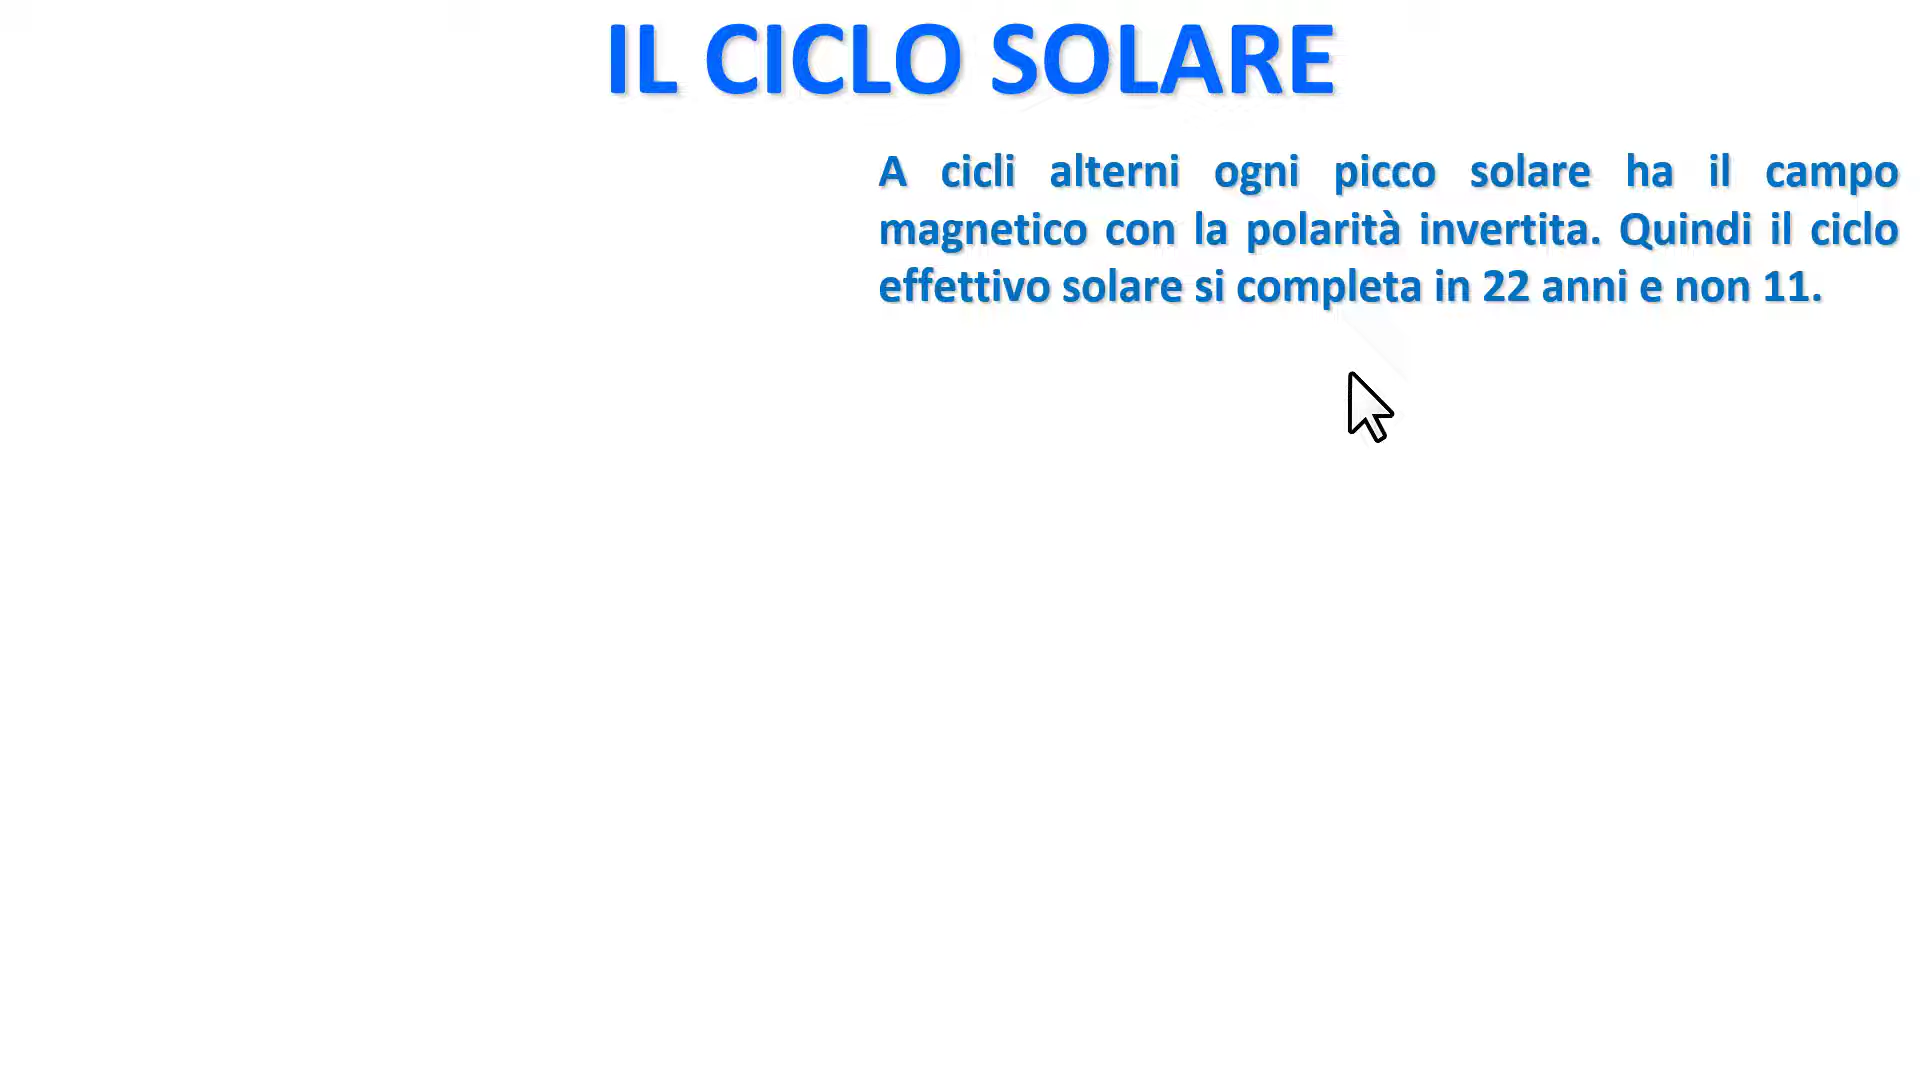 IL CICLO SOLARE
A cicli alterni ogni picco solare ha il campo
magnetico con la polarità invertita. Quindi il ciclo
effettivo solare si completa in 22 anni e non 11.